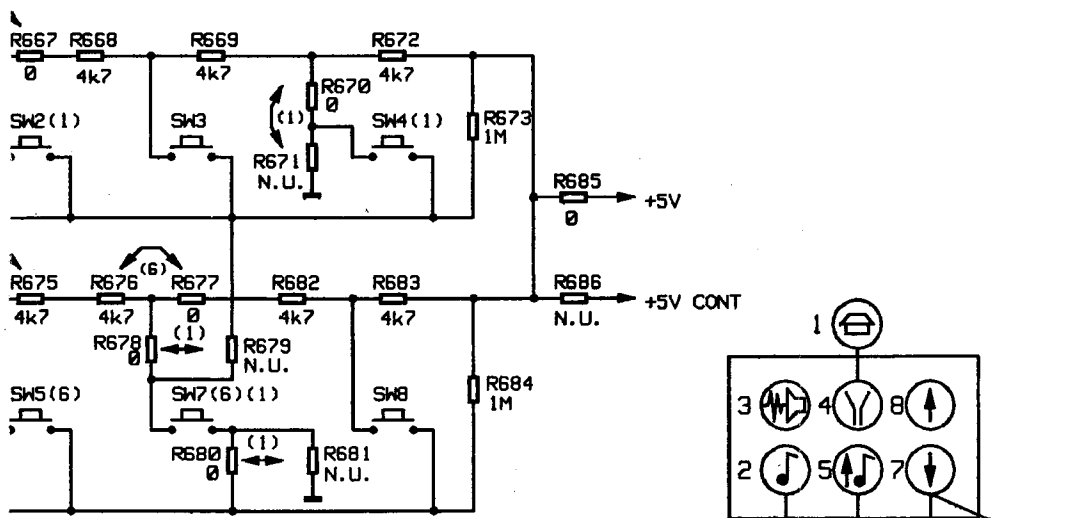 R667 R668 R669 R672
0 4k7 4k7 4k7
R670
0
(1)
SW2(1) SW3 SW4(1) R673
1M
R671
N.U.
R685
+5V
0
(6)
R675 R676 R677 R682 R683 R686
+5V CONT
4k7 4k7 0 4k7 4k7 N.U.
(1)
R678 R679
0 N.U.
1
SW5(6) SW7(6)(1) SW8 R684
1M
3 4 8
(1)
R680 R681
0 N.U.
2 5 7